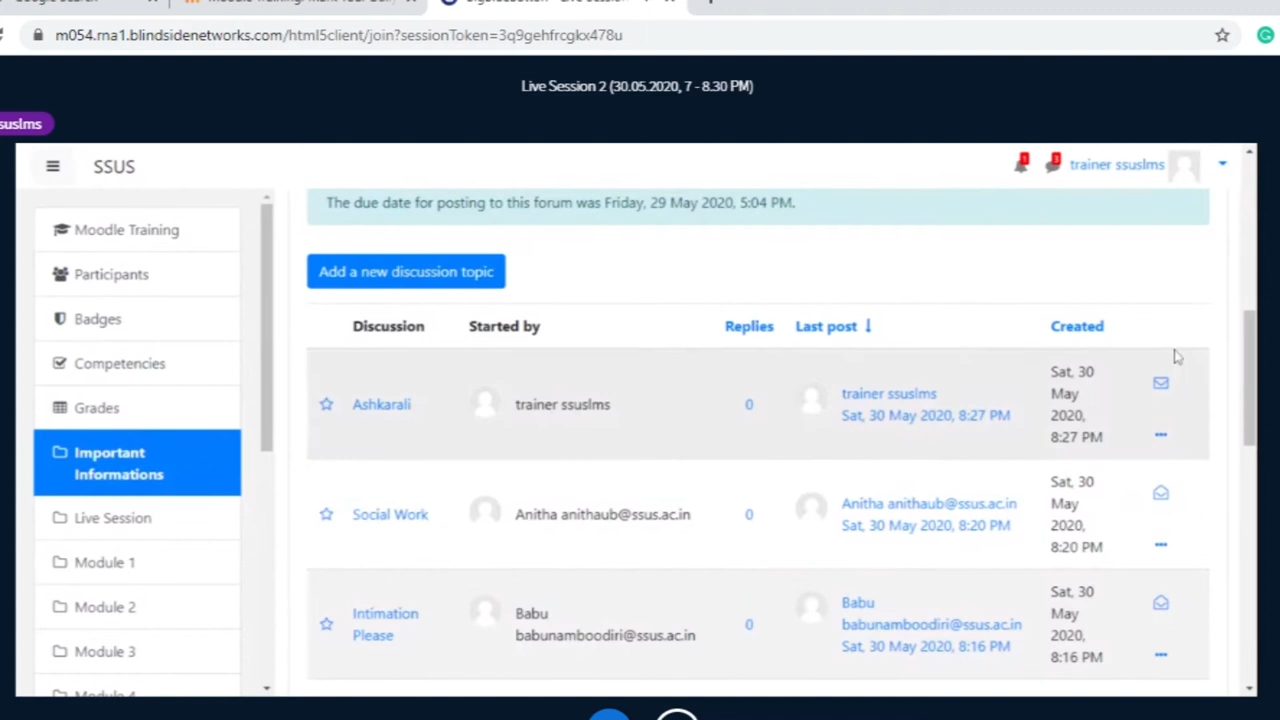 m054.rna1.blindsidenetworks.com/html5client/join?sessionToken=3q9gehfrcgkx478u
Live Session 2 (30.05.2020, 7 - 8.30 PM)
suslms
SSUS
1
trainer ssuslms
The due date for posting to this forum was Friday, 29 May 2020, 5:04 PM.
Moodle Training
Participants
Badges
Competencies
Grades
Important
Informations
Live Session
Module 1
Module 2
Module 3
Module 4
Add a new discussion topic
Discussion Started by Replies Last post Created
Ashkarali
trainer ssuslms
0
trainer ssuslms
Sat, 30 May 2020, 8:27 PM
Sat, 30
May
2020,
8:27 PM
Social Work
Anitha anithaub@ssus.ac.in
0
Anitha anithaub@ssus.ac.in
Sat, 30 May 2020, 8:20 PM
Sat, 30
May
2020,
8:20 PM
Intimation
Please
Babu
babunamboodiri@ssus.ac.in
0
Babu
babunamboodiri@ssus.ac.in
Sat, 30 May 2020, 8:16 PM
Sat, 30
May
2020,
8:16 PM